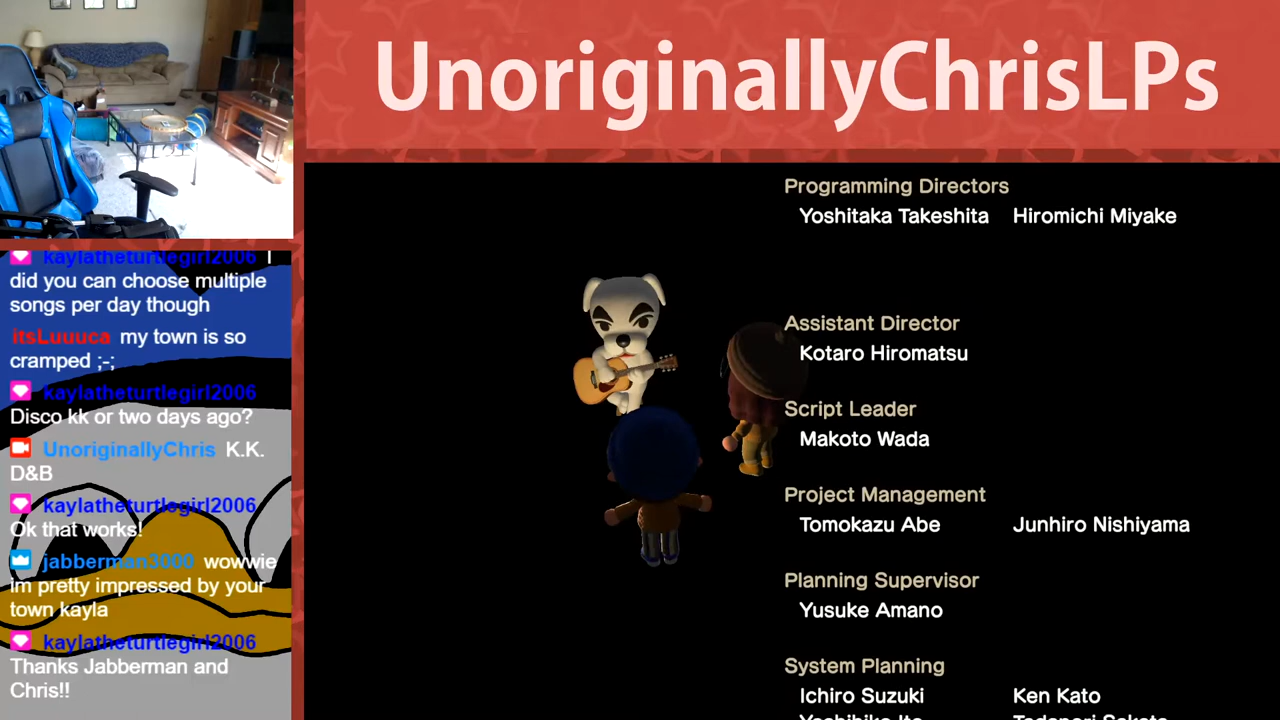 UnoriginallyChrisLPs
kaylatheturtlegirl2006 I
did you can choose multiple
songs per day though
itsLuuuca my town is so
cramped ;-;
kaylatheturtlegirl2006
Disco kk or two days ago?
UnoriginallyChris K.K.
D&B
kaylatheturtlegirl2006
Ok that works!
jabberman3000 wowwie
im pretty impressed by your
town kayla
kaylatheturtlegirl2006
Thanks Jabberman and
Chris!!
Programming Directors
Yoshitaka Takeshita Hiromichi Miyake
Assistant Director
Kotaro Hiromatsu
Script Leader
Makoto Wada
Project Management
Tomokazu Abe Junhiro Nishiyama
Planning Supervisor
Yusuke Amano
System Planning
Ichiro Suzuki Ken Kato